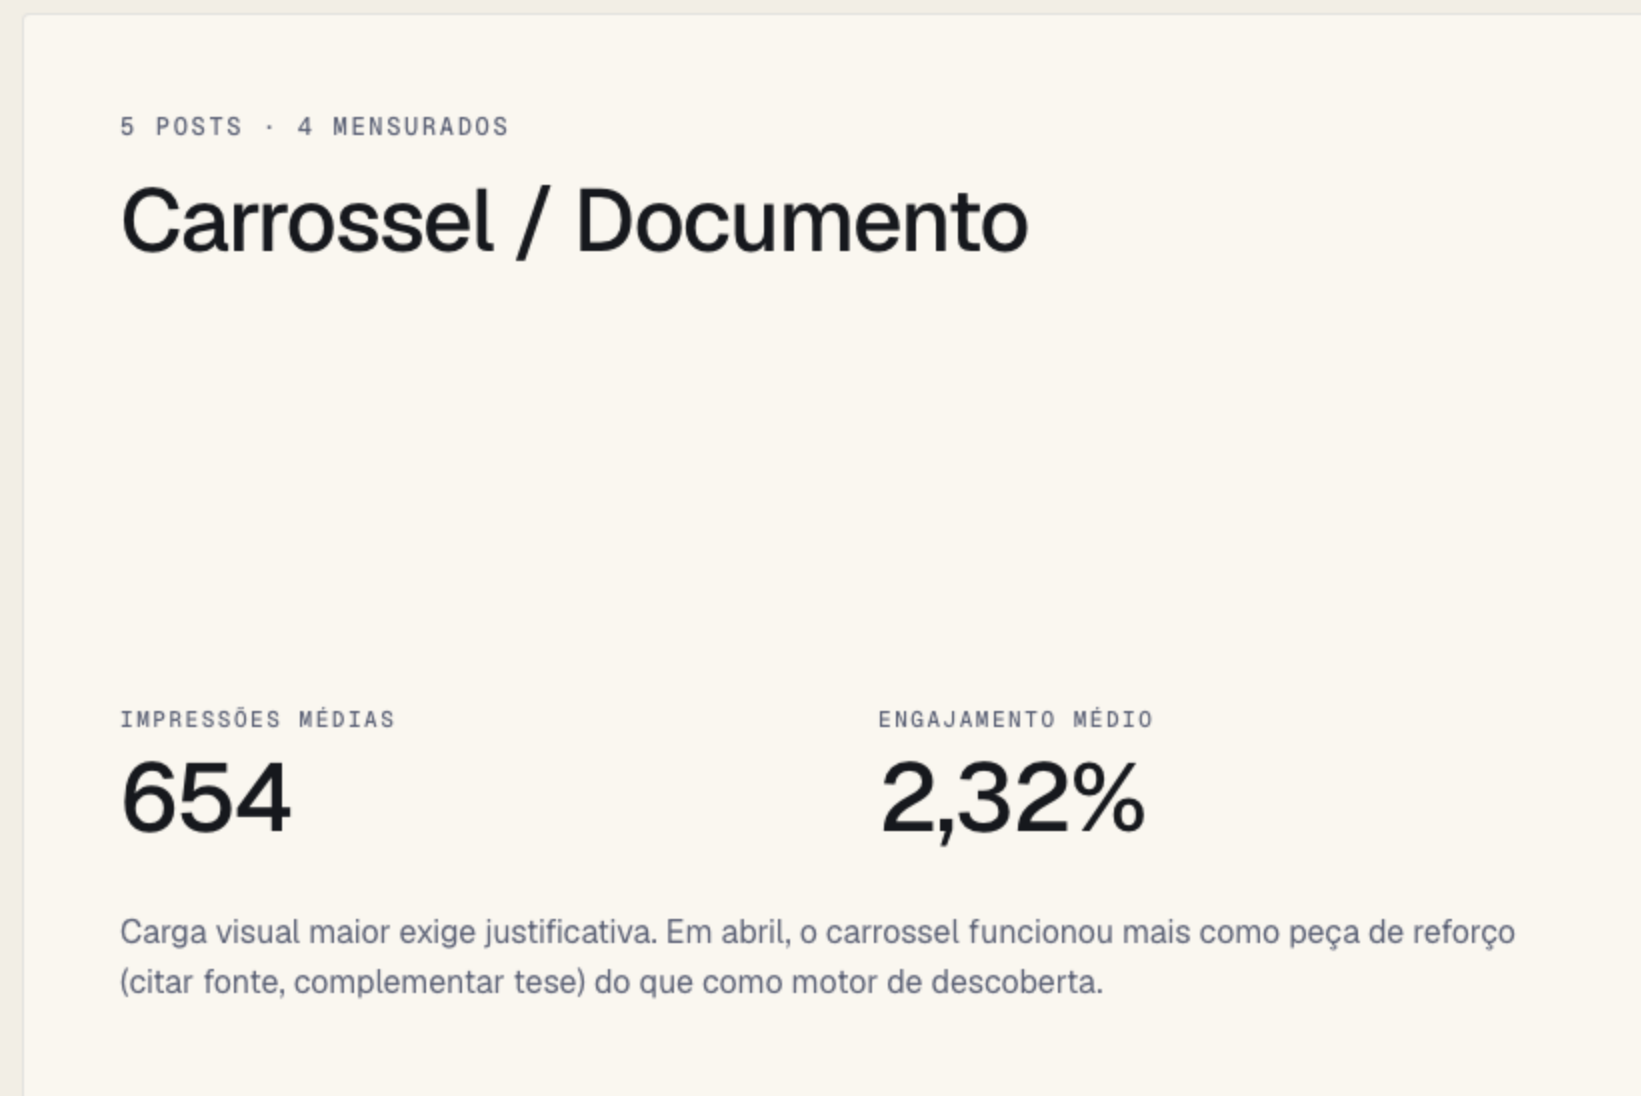 5 POSTS · 4 MENSURADOS
Carrossel / Documento
IMPRESSÕES MÉDIAS
654
ENGAJAMENTO MÉDIO
2,32%
Carga visual maior exige justificativa. Em abril, o carrossel funcionou mais como peça de reforço
(citar fonte, complementar tese) do que como motor de descoberta.